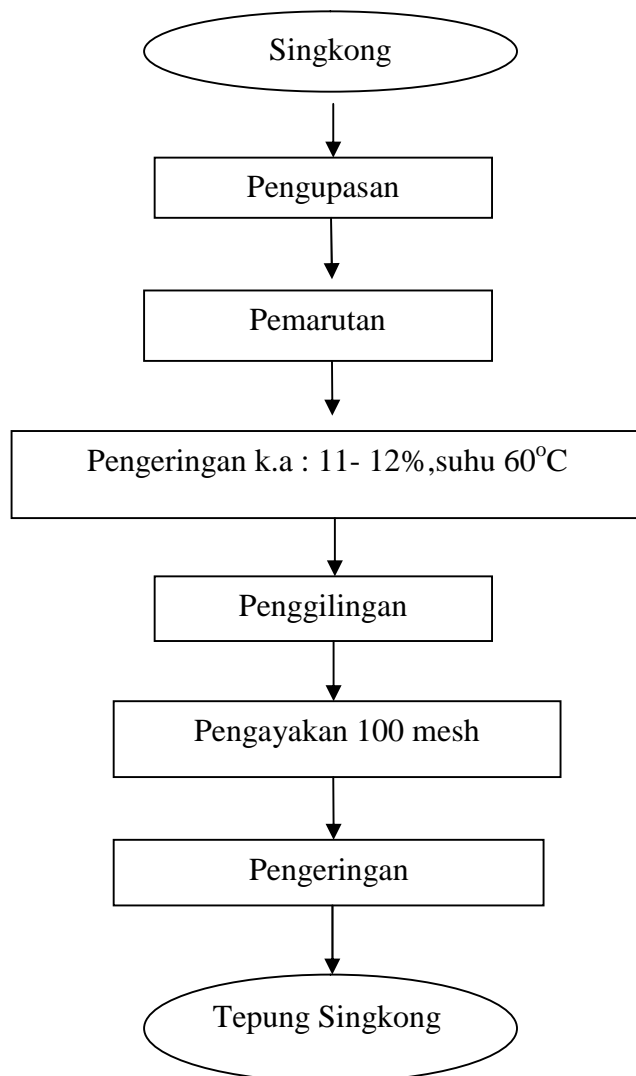 Singkong
Pengupasan
Pemarutan
Pengeringan k.a : 11- 12%,suhu 60°C
Penggilingan
Pengayakan 100 mesh
Pengeringan
Tepung Singkong